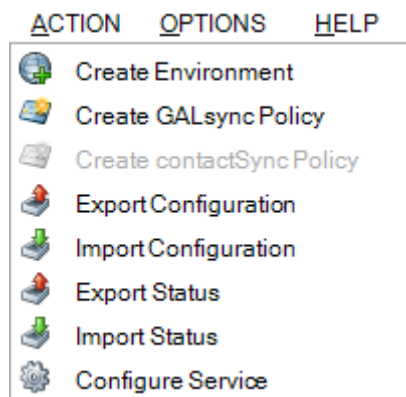 ACTION OPTIONS HELP
Create Environment
Create GALsync Policy
Create contactSync Policy
Export Configuration
Import Configuration
Export Status
Import Status
Configure Service